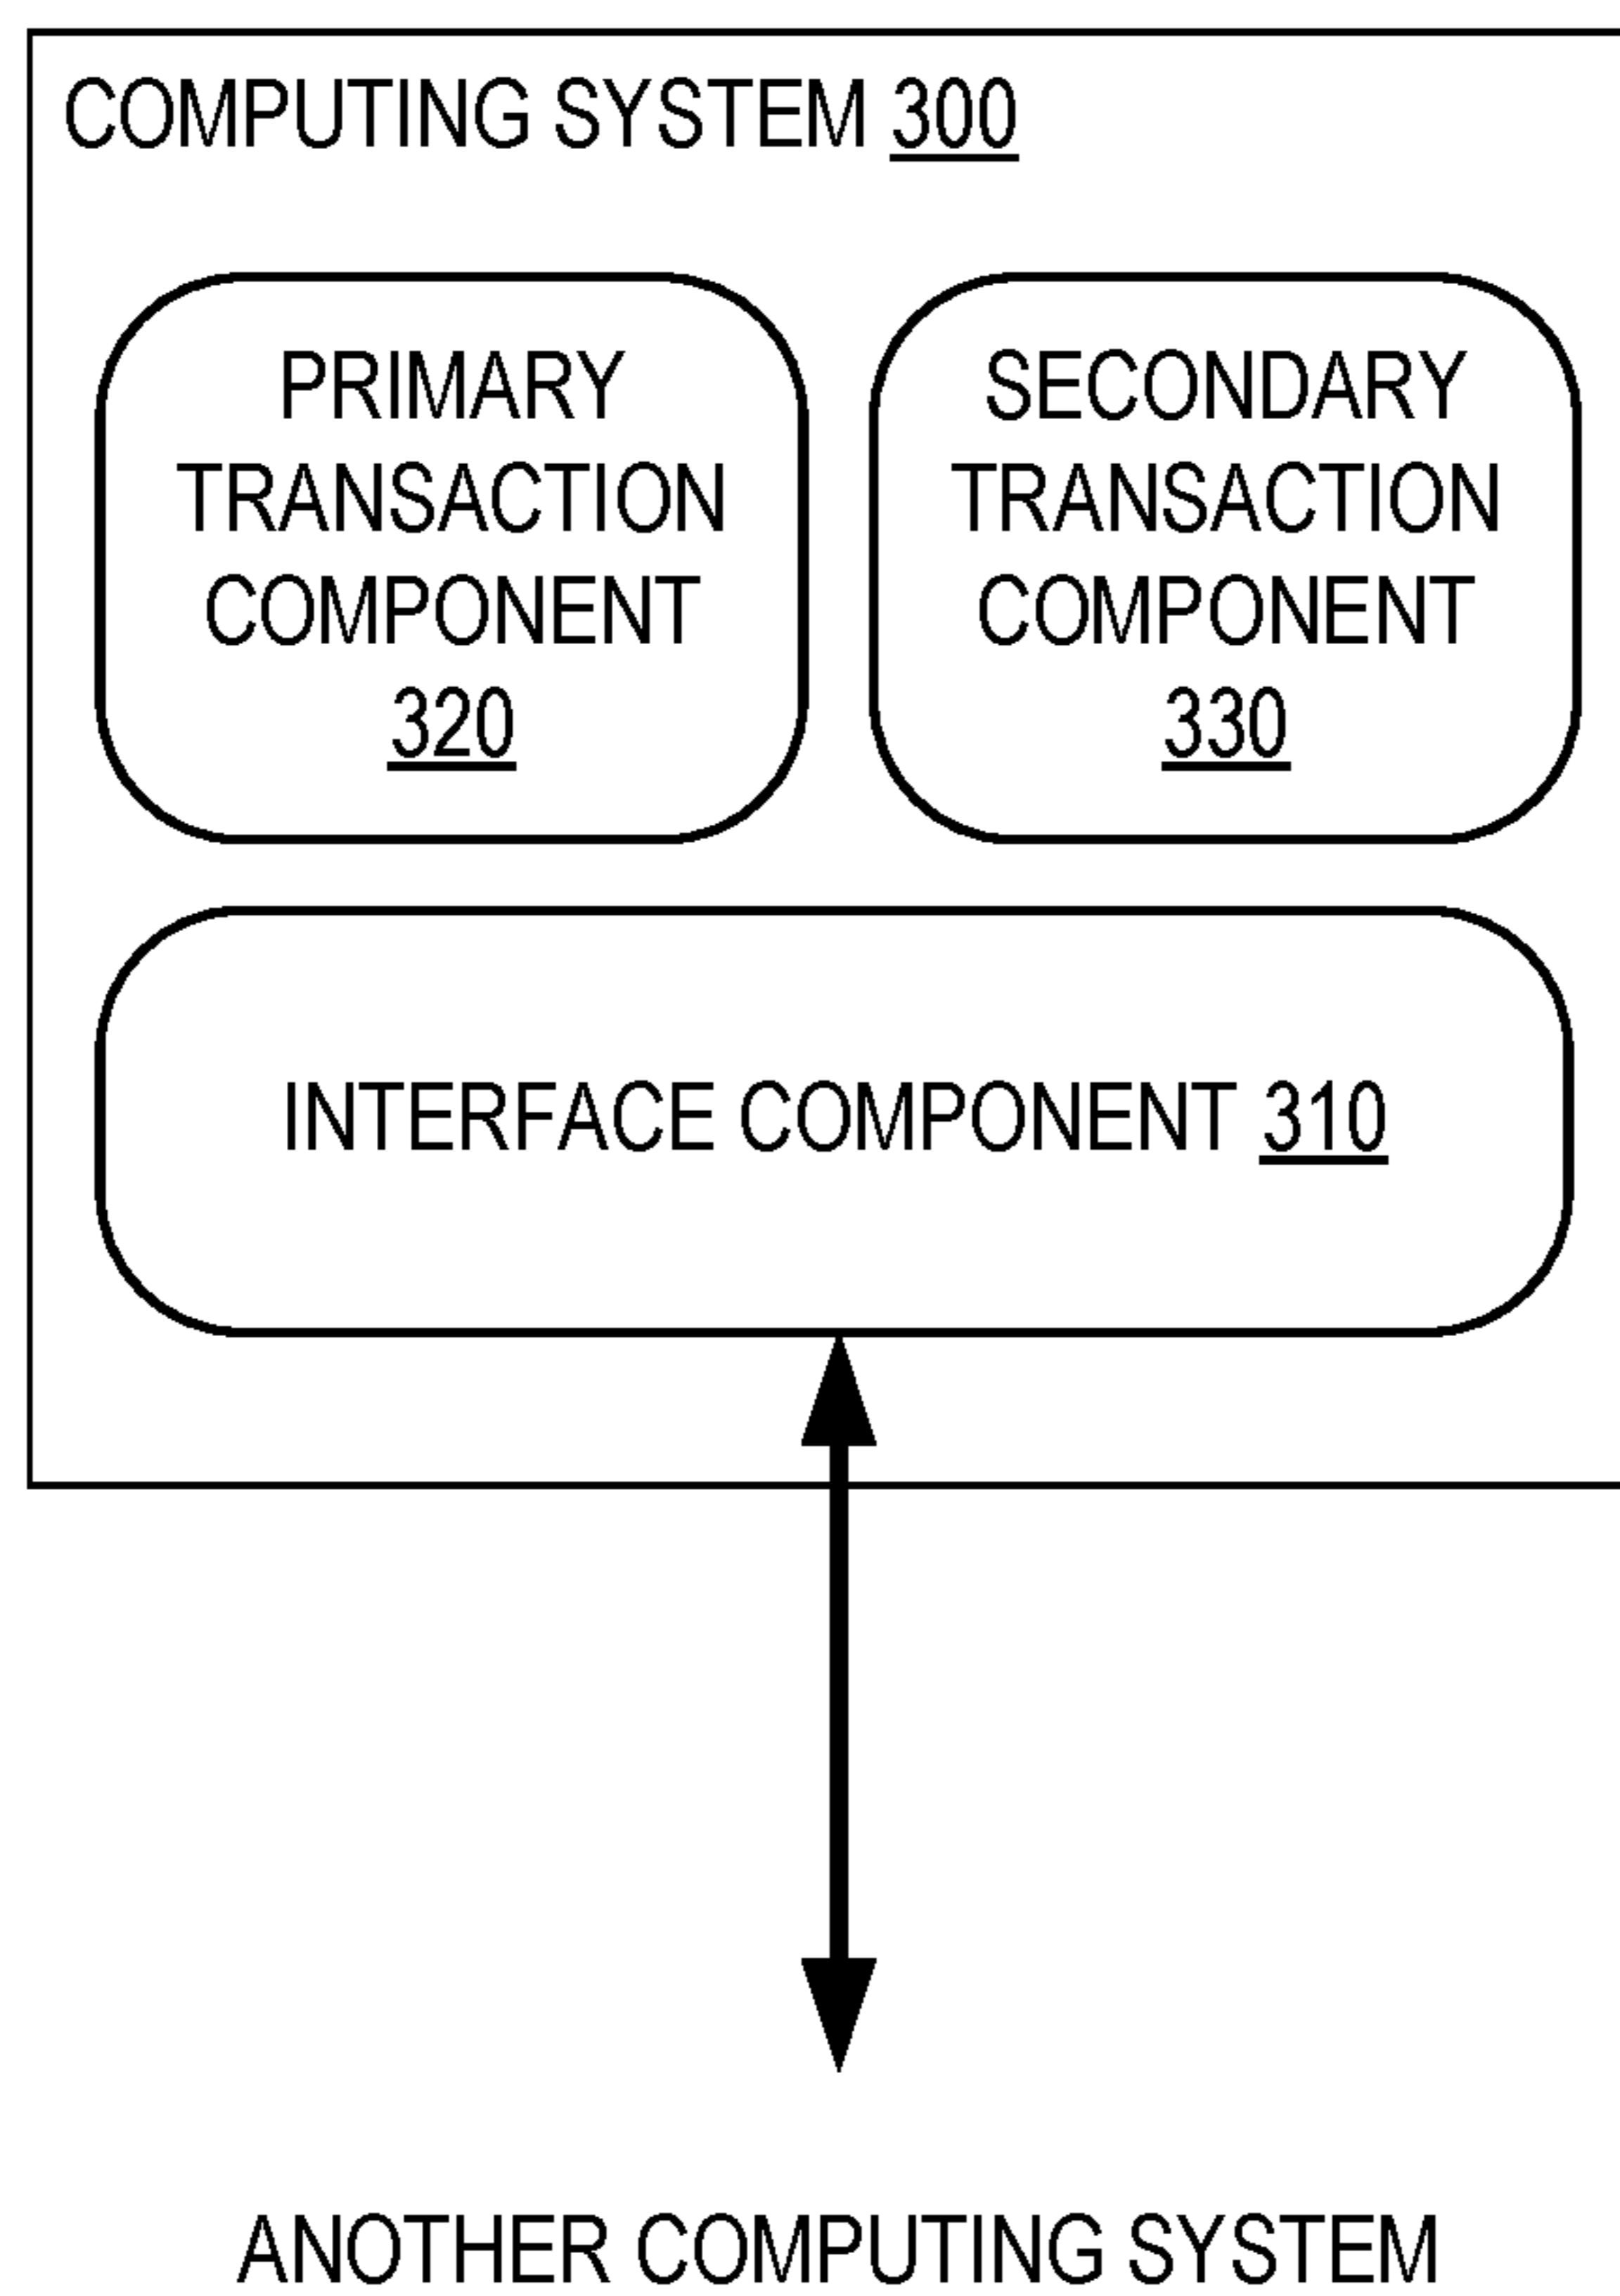 COMPUTING SYSTEM 300
PRIMARY
TRANSACTION
COMPONENT
320
SECONDARY
TRANSACTION
COMPONENT
330
INTERFACE COMPONENT 310
ANOTHER COMPUTING SYSTEM